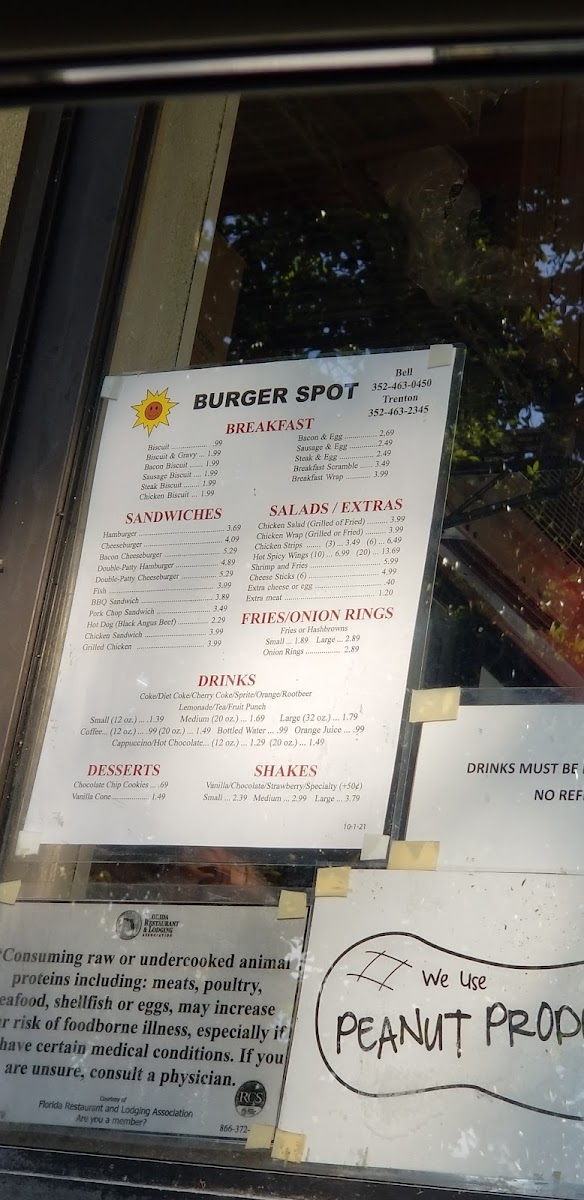 BURGER SPOT
Bell
352-463-0450
Trenton
352-463-2345
BREAKFAST
Biscuit .................. .99
Biscuit & Gravy ... 1.99
Bacon Biscuit ...... 1.99
Sausage Biscuit .... 1.99
Steak Biscuit ........ 1.99
Chicken Biscuit ... 1.99
Bacon & Egg ................ 2.69
Sausage & Egg ............. 2.49
Steak & Egg .................. 2.49
Breakfast Scramble ...... 3.49
Breakfast Wrap ............. 3.99
SANDWICHES
Hamburger .......................................... 3.69
Cheeseburger ...................................... 4.09
Bacon Cheeseburger ........................... 5.29
Double-Patty Hamburger .................... 4.89
Double-Patty Cheeseburger ................ 5.29
Fish ..................................................... 3.99
BBQ Sandwich ................................... 3.89
Pork Chop Sandwich .......................... 3.49
Hot Dog (Black Angus Beef) .............. 2.29
Chicken Sandwich .............................. 3.99
Grilled Chicken .................................. 3.99
SALADS / EXTRAS
Chicken Salad (Grilled of Fried) .......... 3.99
Chicken Wrap (Grilled or Fried) ............ 3.99
Chicken Strips ........ (3) ... 3.49 (6) ... 6.49
Hot Spicy Wings (10) ... 6.99 (20) ... 13.69
Shrimp and Fries ................................... 5.99
Cheese Sticks (6) ................................... 4.99
Extra cheese or egg ................................ .40
Extra meat ............................................ 1.20
FRIES/ONION RINGS
Fries or Hashbrowns
Small ... 1.89 Large ... 2.89
Onion Rings ................. 2.89
DRINKS
Coke/Diet Coke/Cherry Coke/Sprite/Orange/Rootbeer
Lemonade/Tea/Fruit Punch
Small (12 oz.) ... 1.39 Medium (20 oz.) ... 1.69 Large (32 oz.) ... 1.79
Coffee... (12 oz.) ... .99 (20 oz.) ... 1.49 Bottled Water ... .99 Orange Juice ... .99
Cappuccino/Hot Chocolate... (12 oz.) ... 1.29 (20 oz.) ... 1.49
DESSERTS
Chocolate Chip Cookies ... .69
Vanilla Cone .................. 1.49
SHAKES
Vanilla/Chocolate/Strawberry/Specialty (+50¢)
Small ... 2.39 Medium ... 2.99 Large ... 3.79
10-1-21
DRINKS MUST BE
NO REF
RESTAURANT
& LODGING
ASSOCIATION
*Consuming raw or undercooked animal
proteins including: meats, poultry,
eafood, shellfish or eggs, may increase
r risk of foodborne illness, especially if
have certain medical conditions. If you
are unsure, consult a physician.
Courtesy of
Florida Restaurant and Lodging Association
Are you a member?
RCS
866-372-
We Use
PEANUT PROD